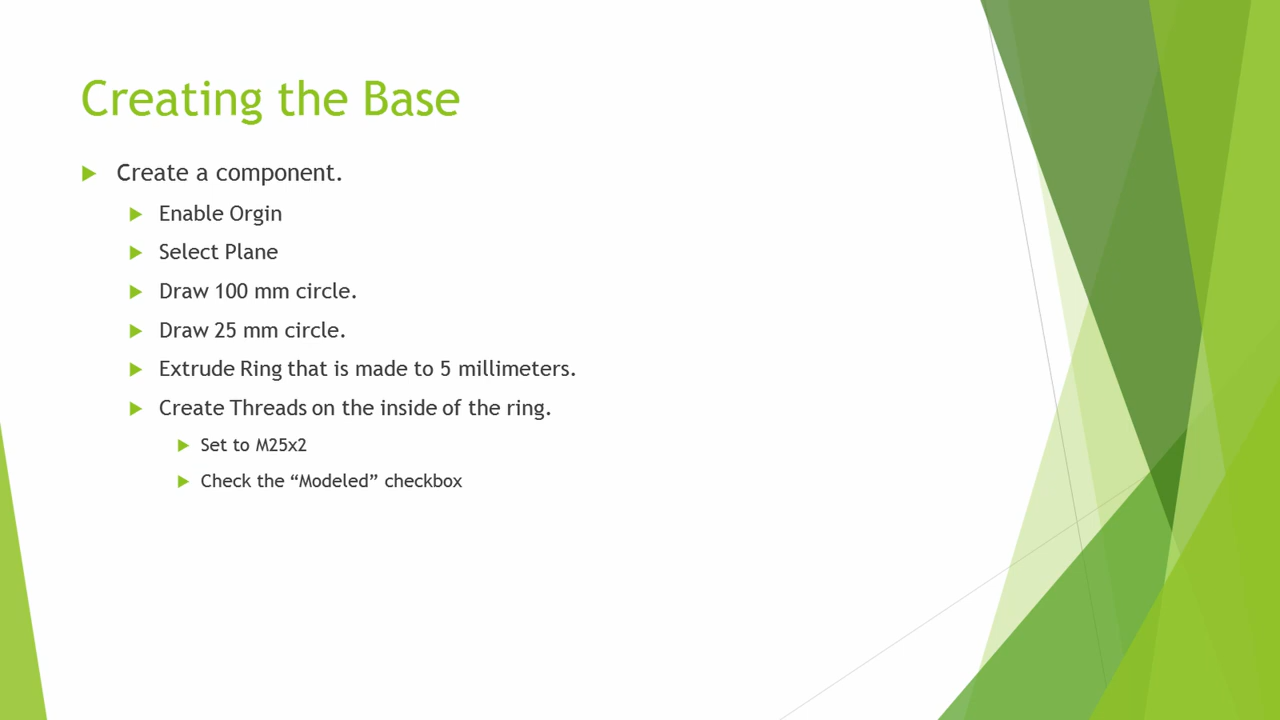 Creating the Base
Create a component.
Enable Orgin
Select Plane
Draw 100 mm circle.
Draw 25 mm circle.
Extrude Ring that is made to 5 millimeters.
Create Threads on the inside of the ring.
Set to M25x2
Check the “Modeled” checkbox